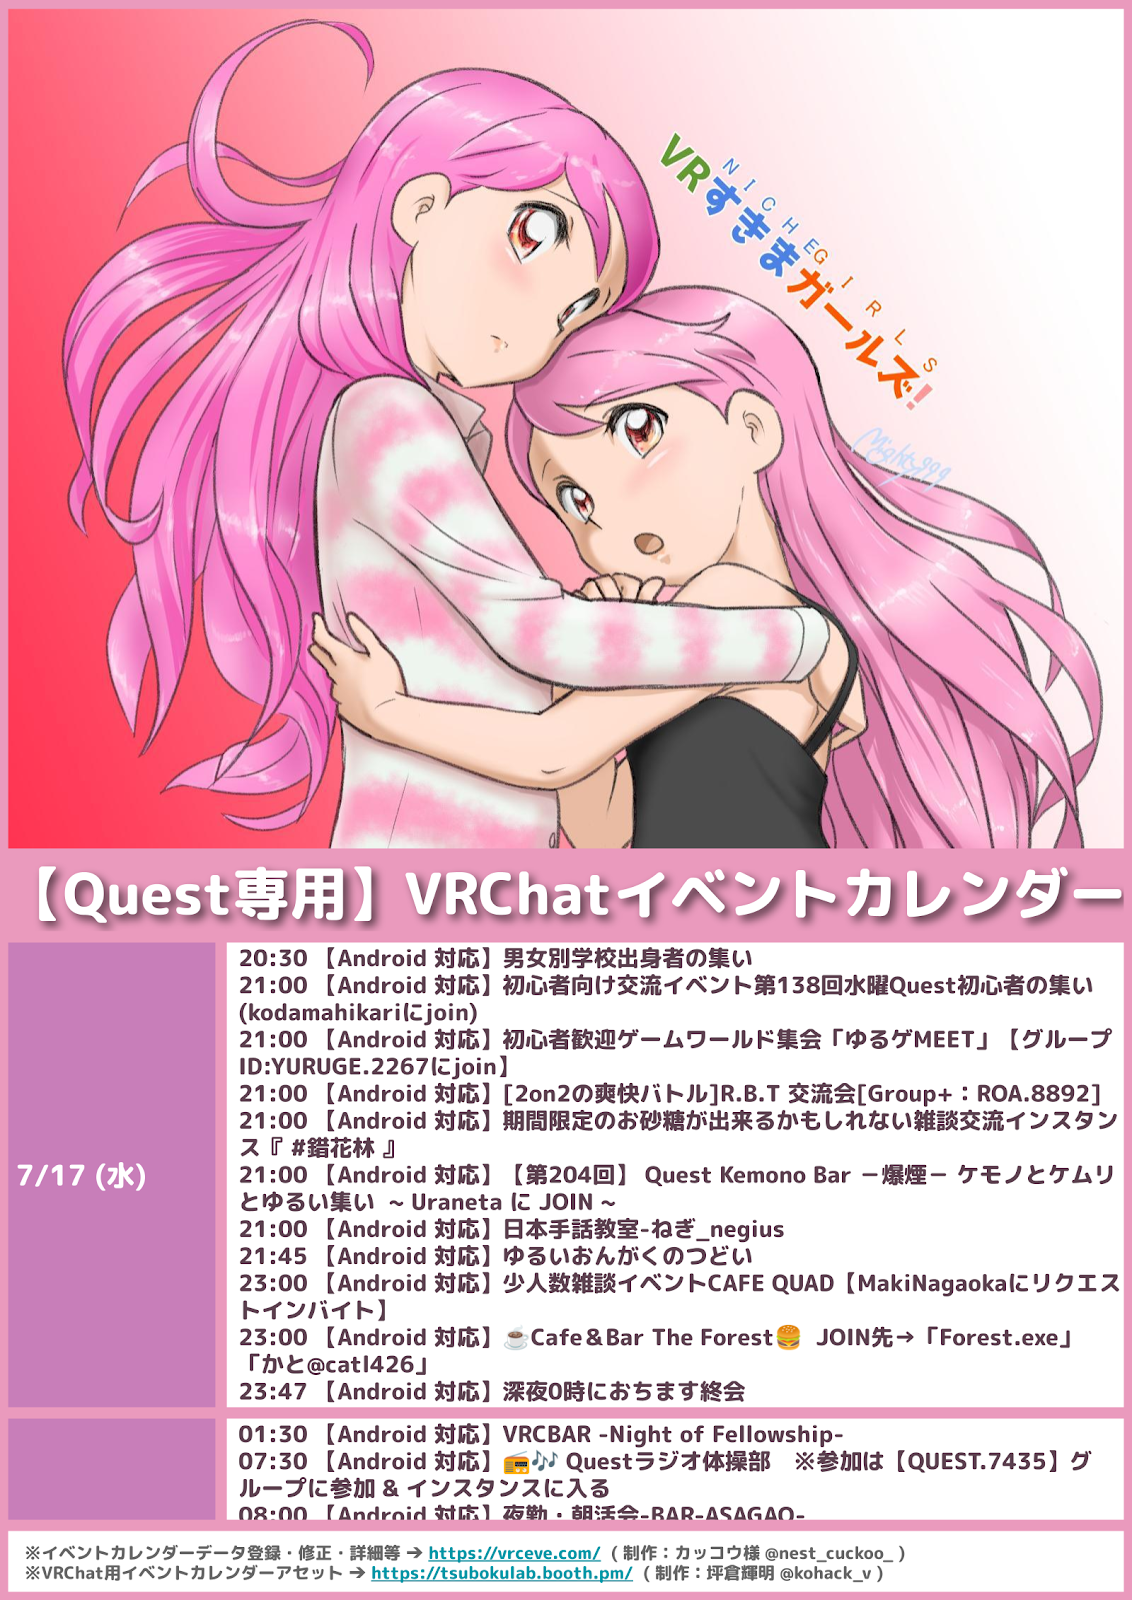 VRすきまガールズ!
NICHEGIRLS
Mighty999
【Quest専用】VRChatイベントカレンダー
7/17 (水)
20:30 【Android 対応】男女別学校出身者の集い
21:00 【Android 対応】初心者向け交流イベント第138回水曜Quest初心者の集い
(kodamahikariにjoin)
21:00 【Android 対応】初心者歓迎ゲームワールド集会「ゆるゲMEET」【グループ
ID:YURUGE.2267にjoin】
21:00 【Android 対応】[2on2の爽快バトル]R.B.T 交流会[Group+：ROA.8892]
21:00 【Android 対応】期間限定のお砂糖が出来るかもしれない雑談交流インスタン
ス『 #錯花林 』
21:00 【Android 対応】【第204回】 Quest Kemono Bar －爆煙－ ケモノとケムリ
とゆるい集い ～ Uraneta に JOIN ～
21:00 【Android 対応】日本手話教室-ねぎ_negius
21:45 【Android 対応】ゆるいおんがくのつどい
23:00 【Android 対応】少人数雑談イベントCAFE QUAD【MakiNagaokaにリクエス
トインバイト】
23:00 【Android 対応】☕Cafe＆Bar The Forest🍔 JOIN先→「Forest.exe」
「かと@catl426」
23:47 【Android 対応】深夜0時におちます終会
01:30 【Android 対応】VRCBAR -Night of Fellowship-
07:30 【Android 対応】📻🎶 Questラジオ体操部　※参加は【QUEST.7435】グ
ループに参加 & インスタンスに入る
08:00 【Android 対応】夜勤・朝活会-BAR-ASAGAO-
※イベントカレンダーデータ登録・修正・詳細等 → https://vrceve.com/ ( 制作：カッコウ様 @nest_cuckoo_ )
※VRChat用イベントカレンダーアセット → https://tsubokulab.booth.pm/ ( 制作：坪倉輝明 @kohack_v )